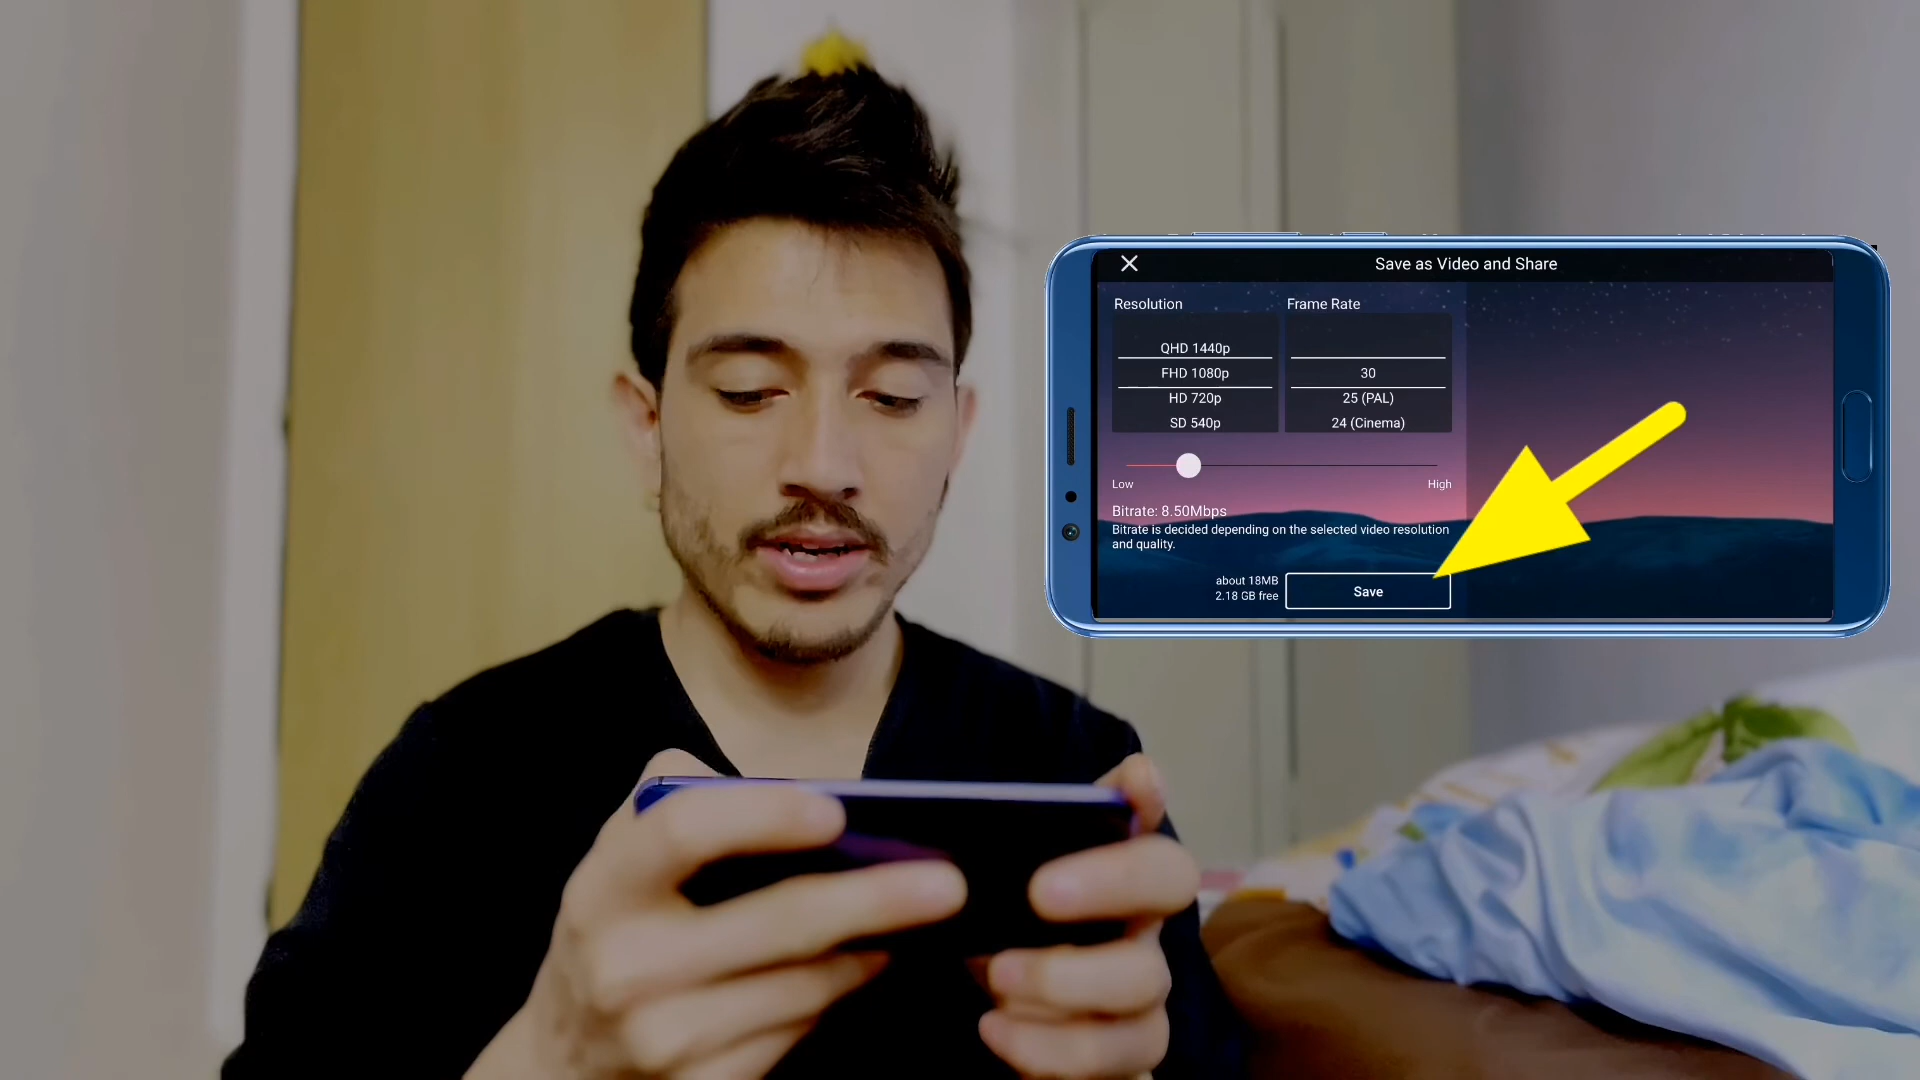 Save as Video and Share
Resolution
Frame Rate
QHD 1440p
FHD 1080p
HD 720p
SD 540p
30
25 (PAL)
24 (Cinema)
Low
High
Bitrate: 8.50Mbps
Bitrate is decided depending on the selected video resolution
and quality.
about 18MB
2.18 GB free
Save